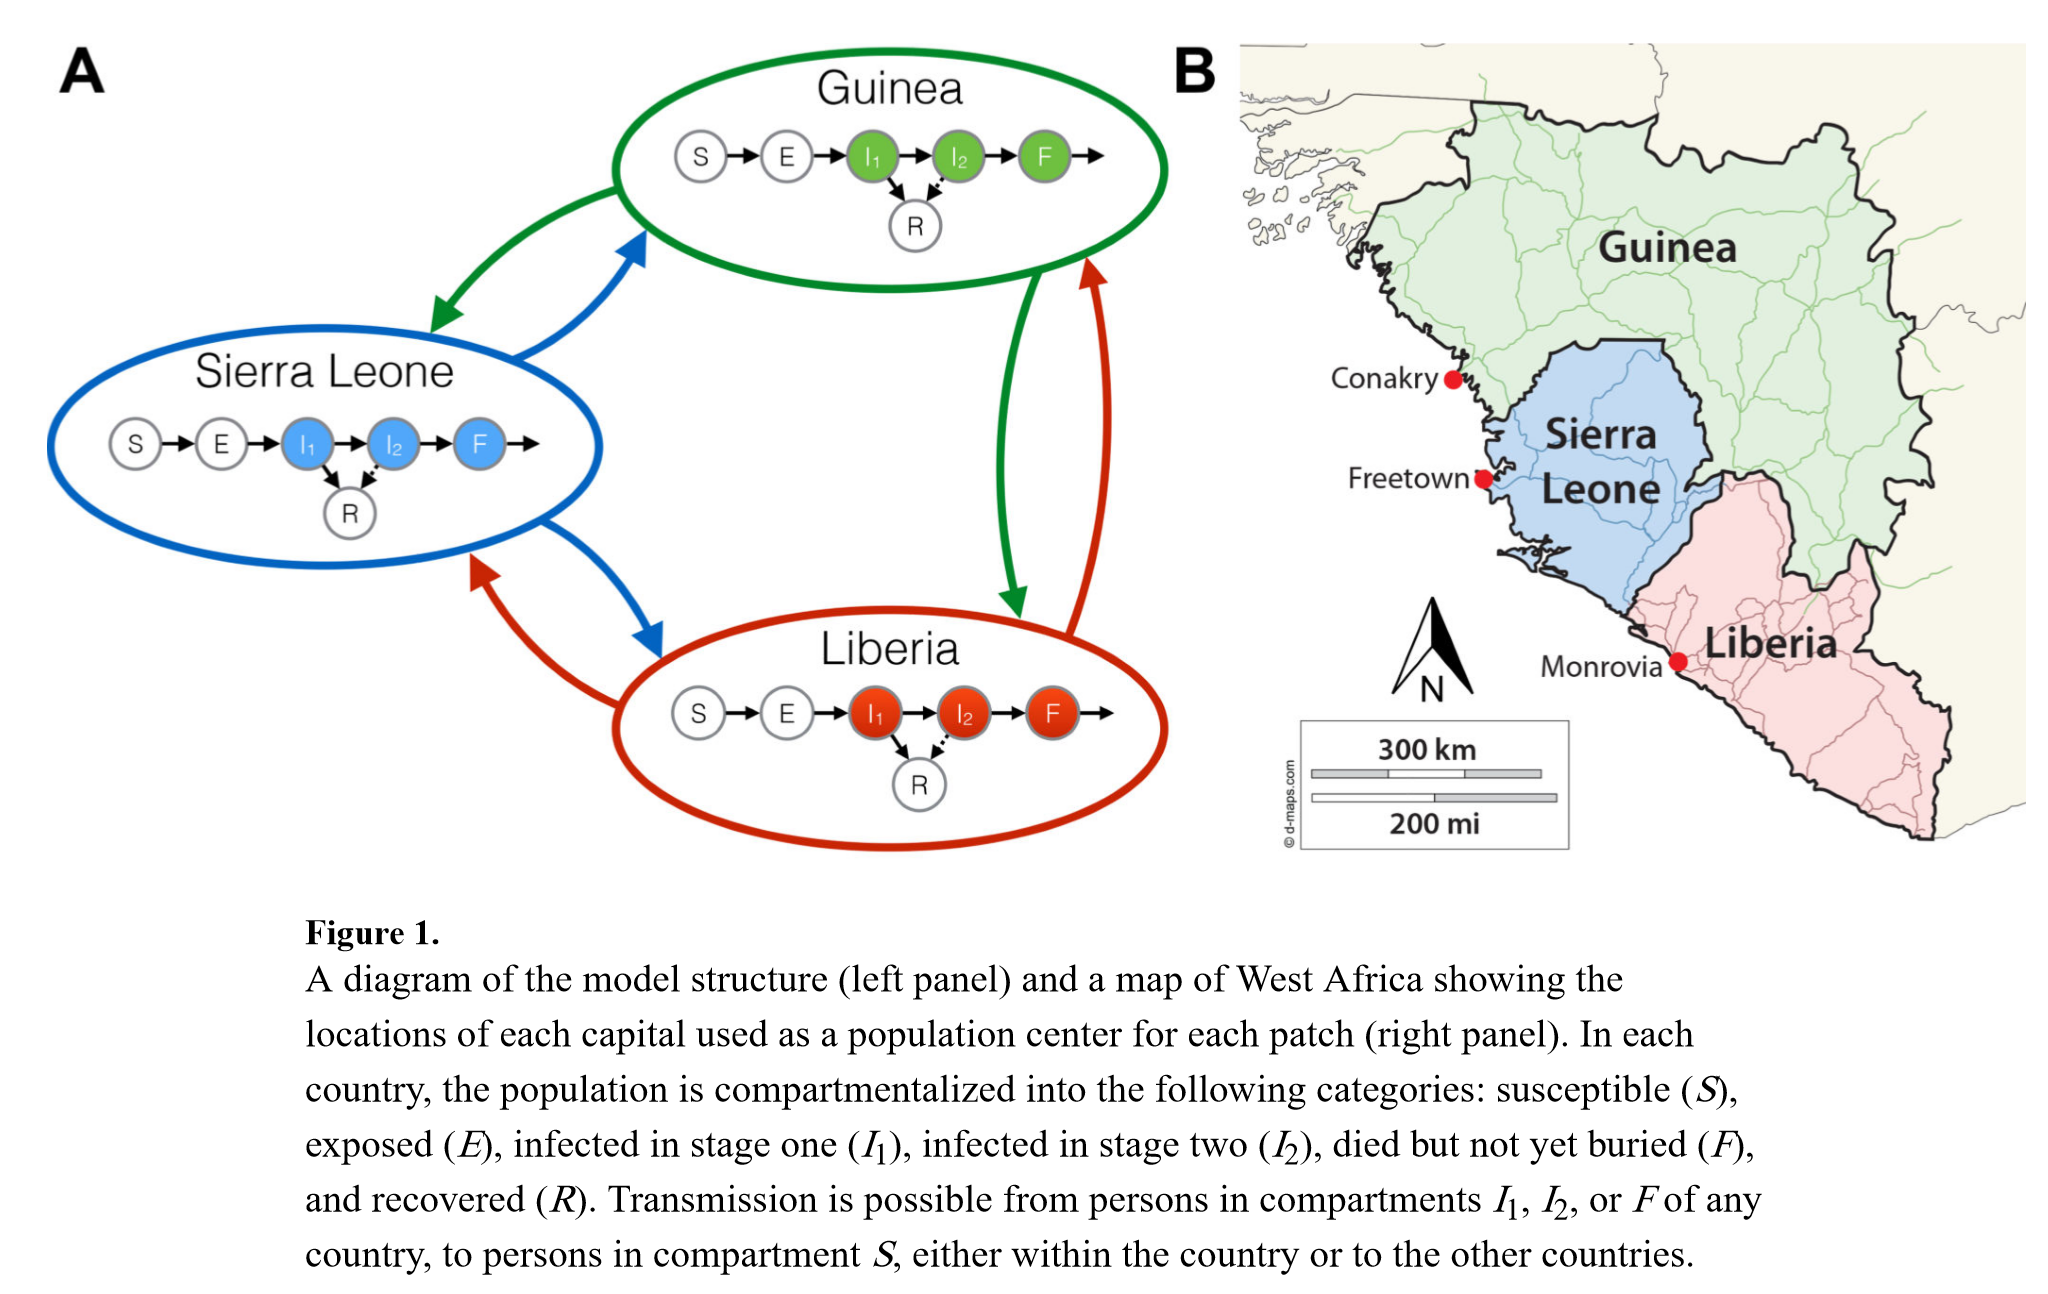 A
Guinea
S E I₁ I₂ F
R
Sierra Leone
S E I₁ I₂ F
R
Liberia
S E I₁ I₂ F
R
B
Guinea
Conakry
Sierra
Leone
Freetown
Liberia
Monrovia
N
300 km
200 mi
© d-maps.com
Figure 1.
A diagram of the model structure (left panel) and a map of West Africa showing the
locations of each capital used as a population center for each patch (right panel). In each
country, the population is compartmentalized into the following categories: susceptible (S),
exposed (E), infected in stage one (I₁), infected in stage two (I₂), died but not yet buried (F),
and recovered (R). Transmission is possible from persons in compartments I₁, I₂, or F of any
country, to persons in compartment S, either within the country or to the other countries.